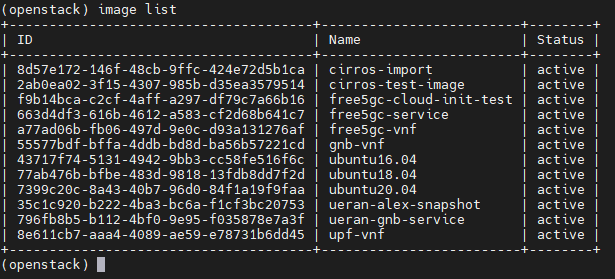 (openstack) image list
+--------------------------------------+--------------------------+--------+
| ID                                   | Name                     | Status |
+--------------------------------------+--------------------------+--------+
| 8d57e172-146f-48cb-9ffc-424e72d5b1ca | cirros-import            | active |
| 2ab0ea02-3f15-4307-985b-d35ea3579514 | cirros-test-image        | active |
| f9b14bca-c2cf-4aff-a297-df79c7a66b16 | free5gc-cloud-init-test  | active |
| 663d4df3-616b-4612-a583-cf2d68b641c7 | free5gc-service          | active |
| a77ad06b-fb06-497d-9e0c-d93a131276af | free5gc-vnf              | active |
| 55577bdf-bffa-4ddb-bd8d-ba56b57221cd | gnb-vnf                  | active |
| 43717f74-5131-4942-9bb3-cc58fe516f6c | ubuntu16.04              | active |
| 77ab476b-bfbe-483d-9818-13fdb8dd7f2d | ubuntu18.04              | active |
| 7399c20c-8a43-40b7-96d0-84f1a19f9faa | ubuntu20.04              | active |
| 35c1c920-b222-4ba3-bc6a-f1cf3bc20753 | ueran-alex-snapshot      | active |
| 796fb8b5-b112-4bf0-9e95-f035878e7a3f | ueran-gnb-service        | active |
| 8e611cb7-aaa4-4089-ae59-e78731b6dd45 | upf-vnf                  | active |
+--------------------------------------+--------------------------+--------+
(openstack)